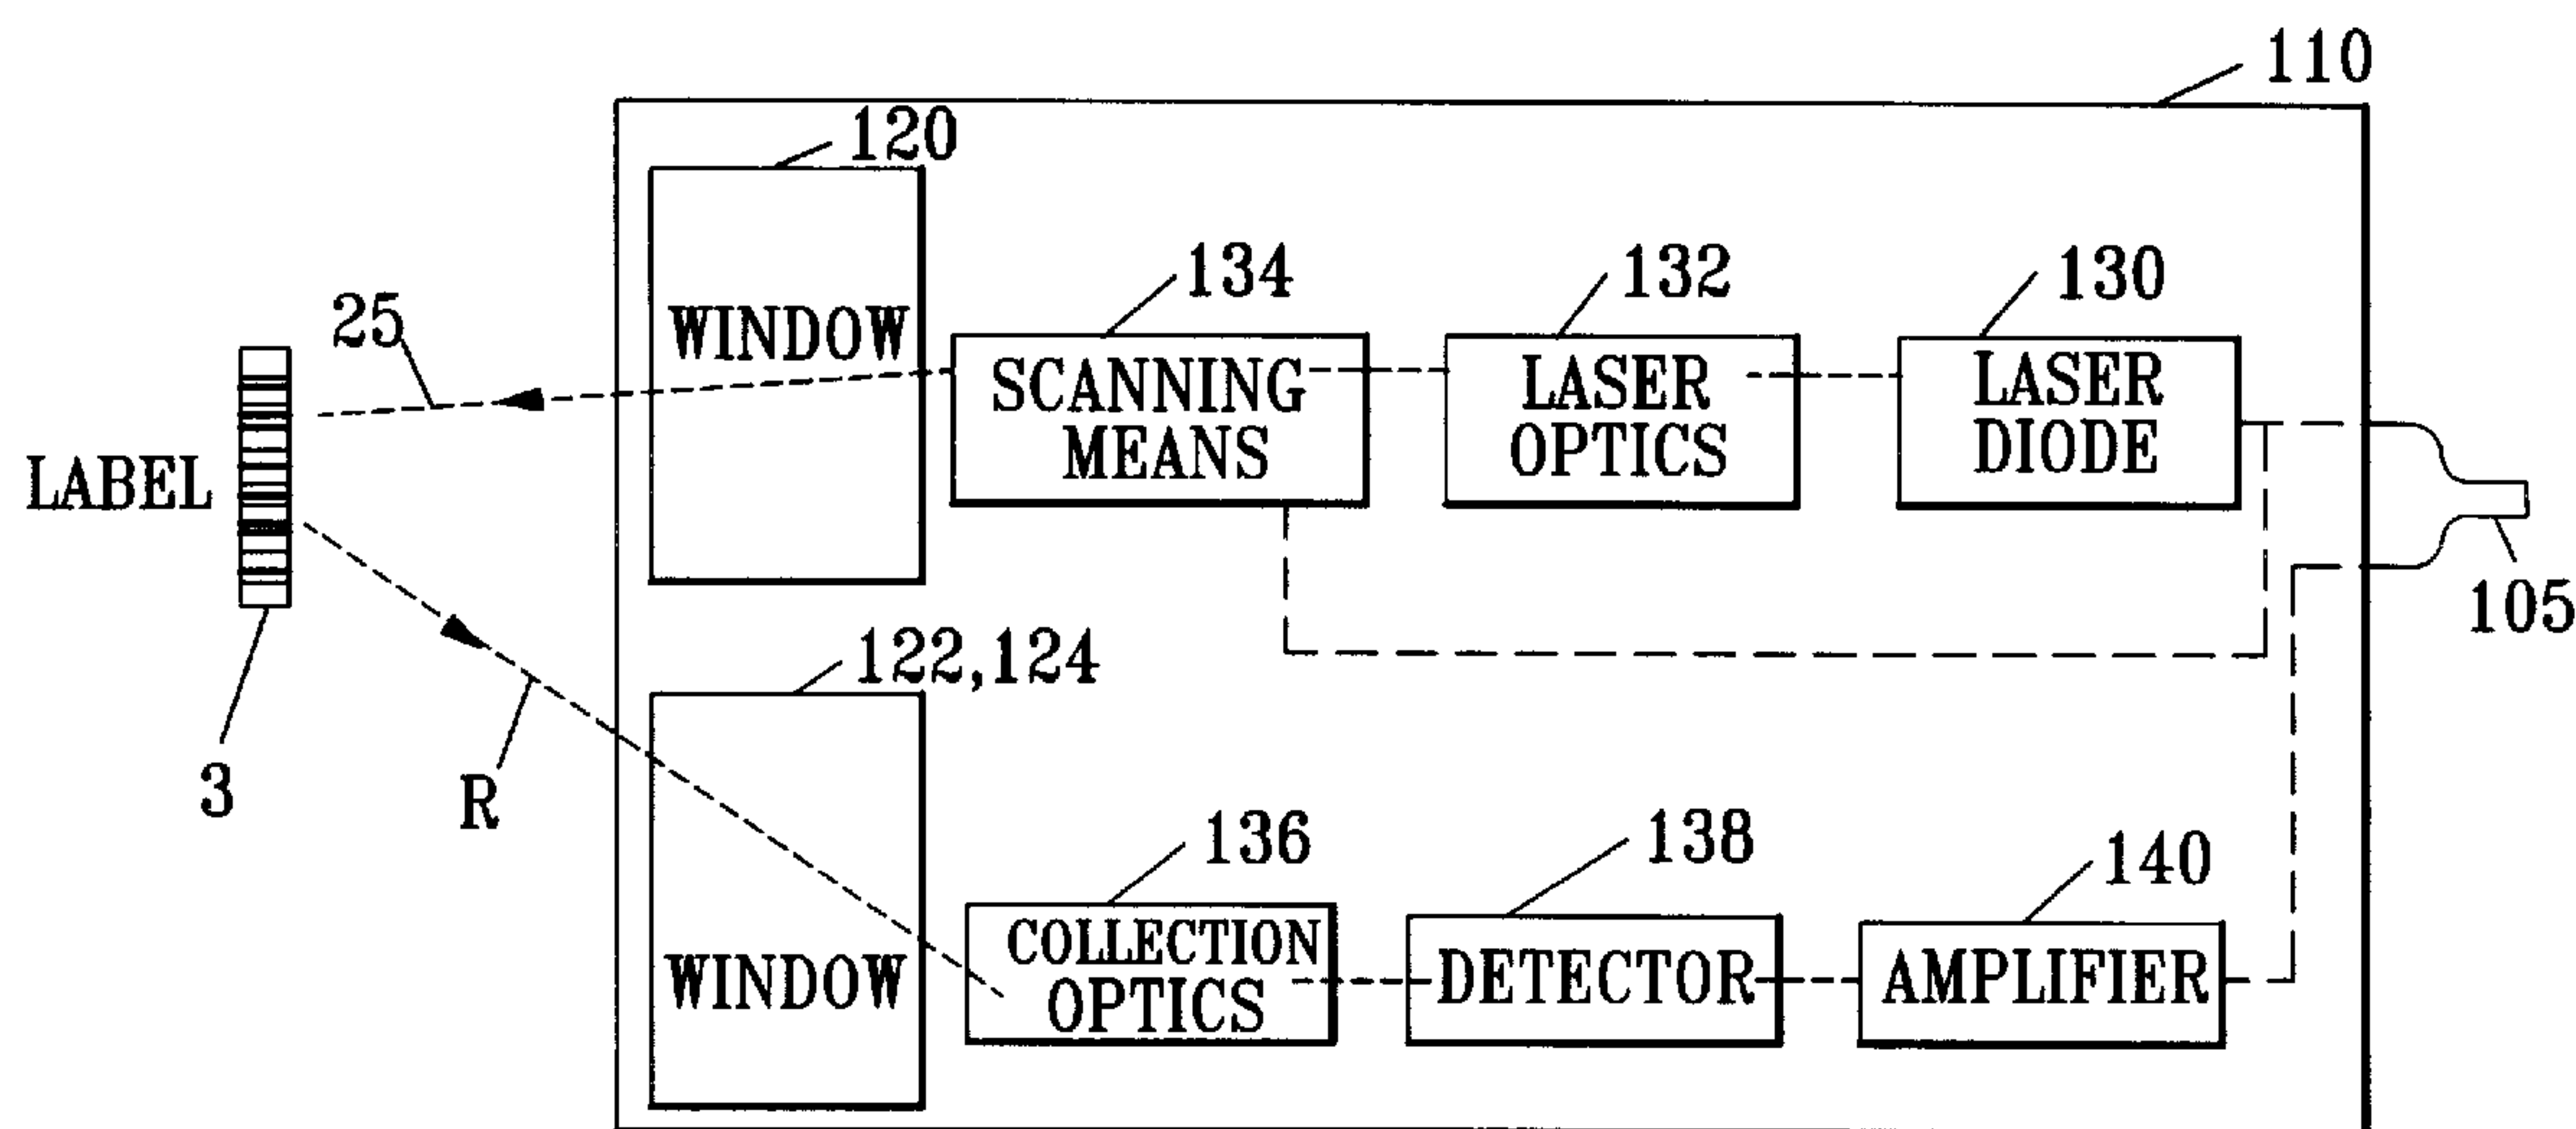 110
120
134
132
130
25
WINDOW
SCANNING
MEANS
LASER
OPTICS
LASER
DIODE
LABEL
105
122,124
3
R
136
138
140
WINDOW
COLLECTION
OPTICS
DETECTOR
AMPLIFIER